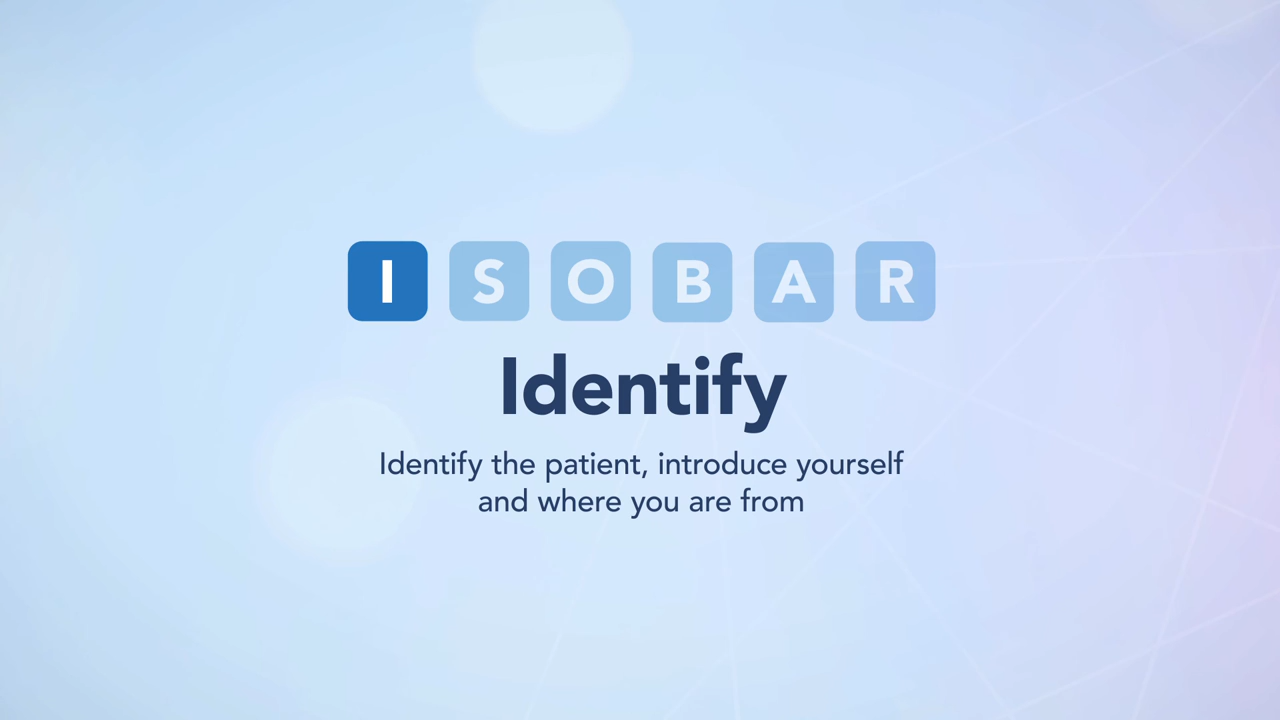 I S O B A R
Identify
Identify the patient, introduce yourself
and where you are from